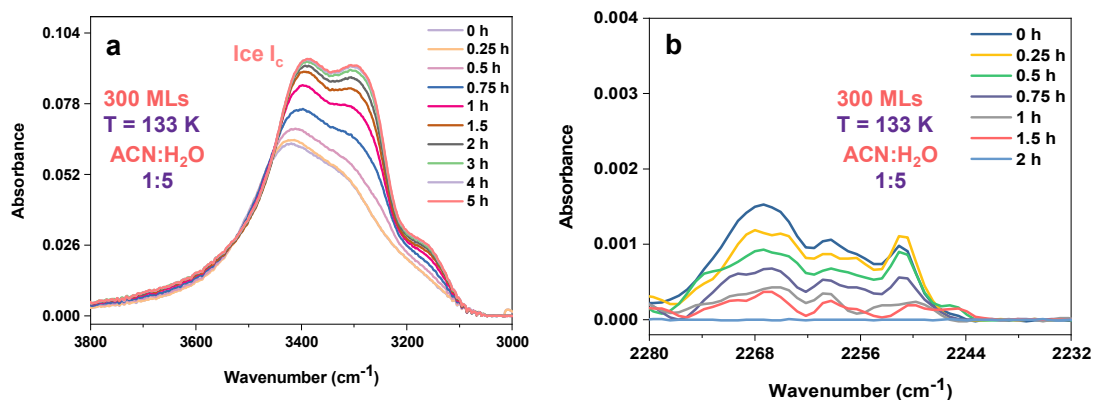 a
Ice Ic
300 MLs
T = 133 K
ACN:H2O
1:5
0 h
0.25 h
0.5 h
0.75 h
1 h
1.5
2 h
3 h
4 h
5 h
0.104
0.078
0.052
0.026
0.000
Absorbance
3800
3600
3400
3200
3000
Wavenumber (cm-1)
b
300 MLs
T = 133 K
ACN:H2O
1:5
0 h
0.25 h
0.5 h
0.75 h
1 h
1.5 h
2 h
0.004
0.003
0.002
0.001
0.000
Absorbance
2280
2268
2256
2244
2232
Wavenumber (cm-1)